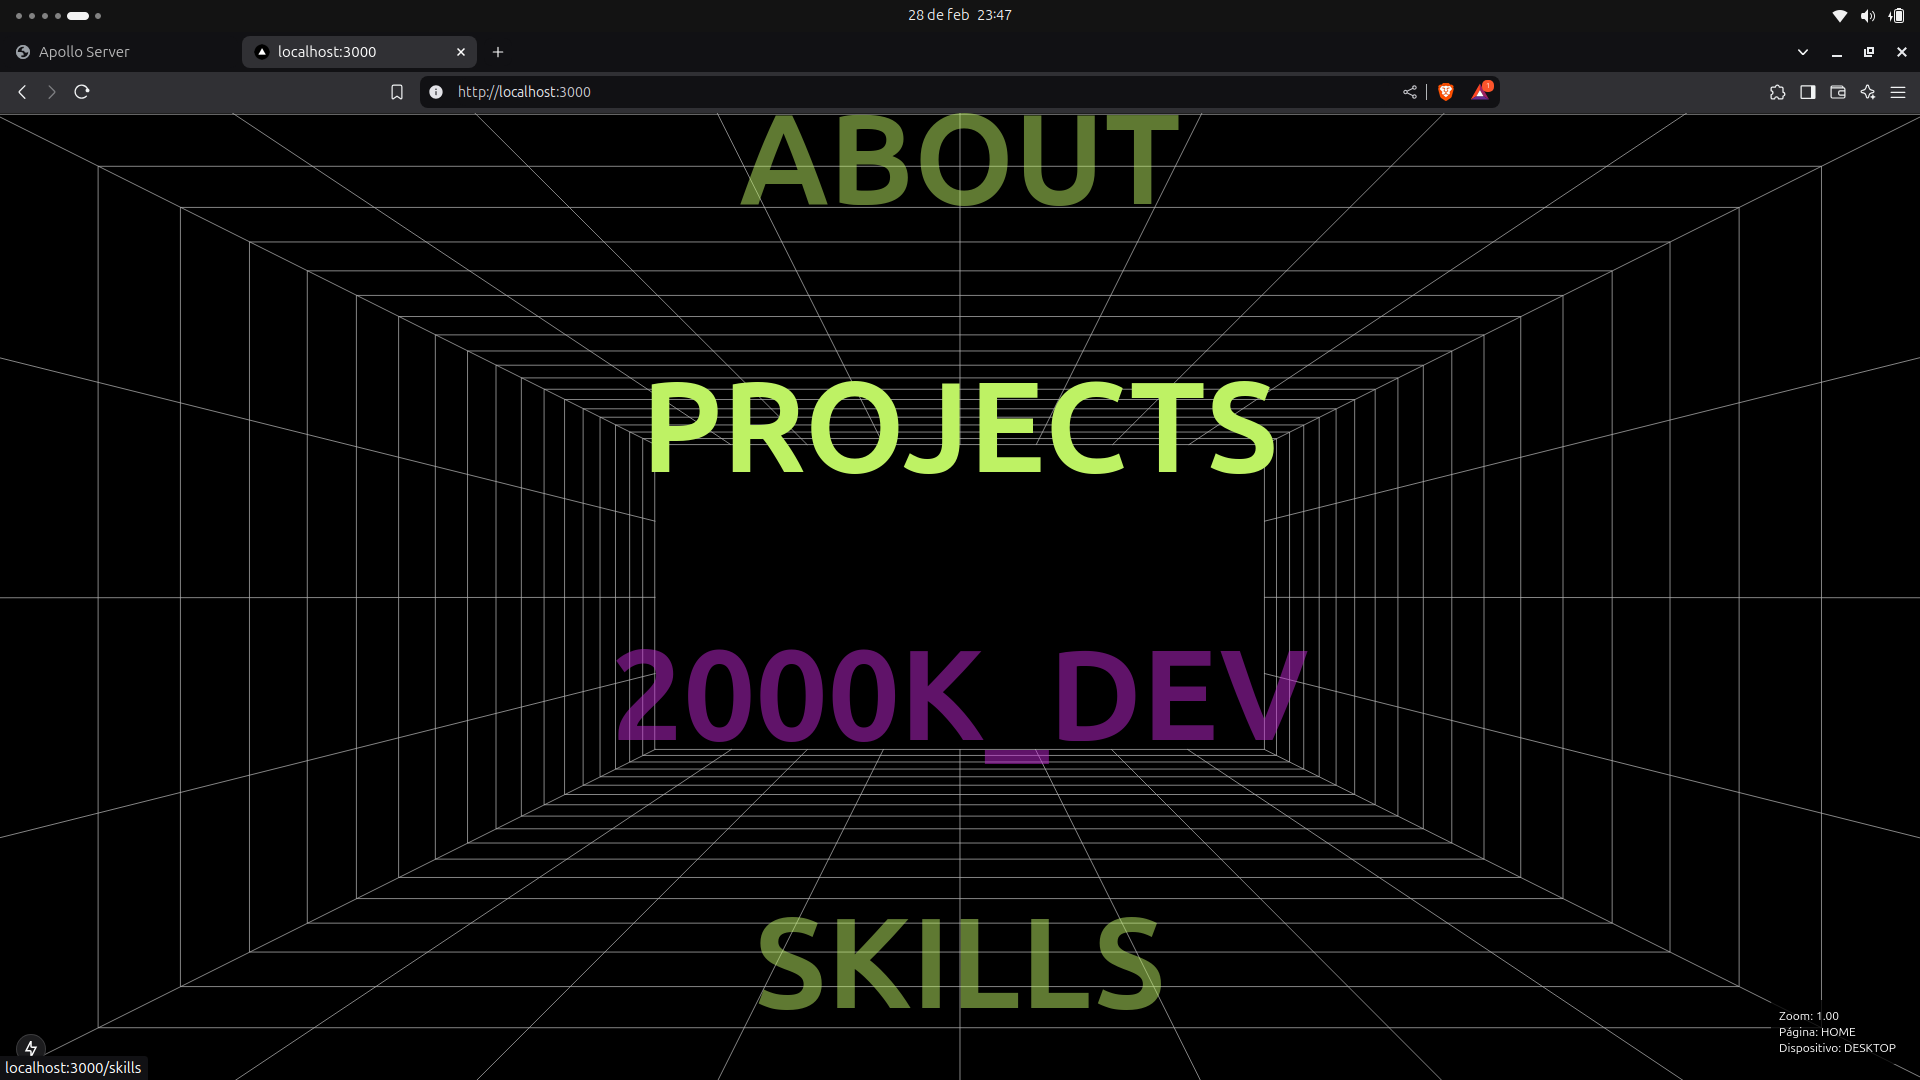 28 de feb 23:47
Apollo Server
localhost:3000
http://localhost:3000
1
ABOUT
PROJECTS
2000K_DEV
SKILLS
Zoom: 1.00
Página: HOME
Dispositivo: DESKTOP
localhost:3000/skills